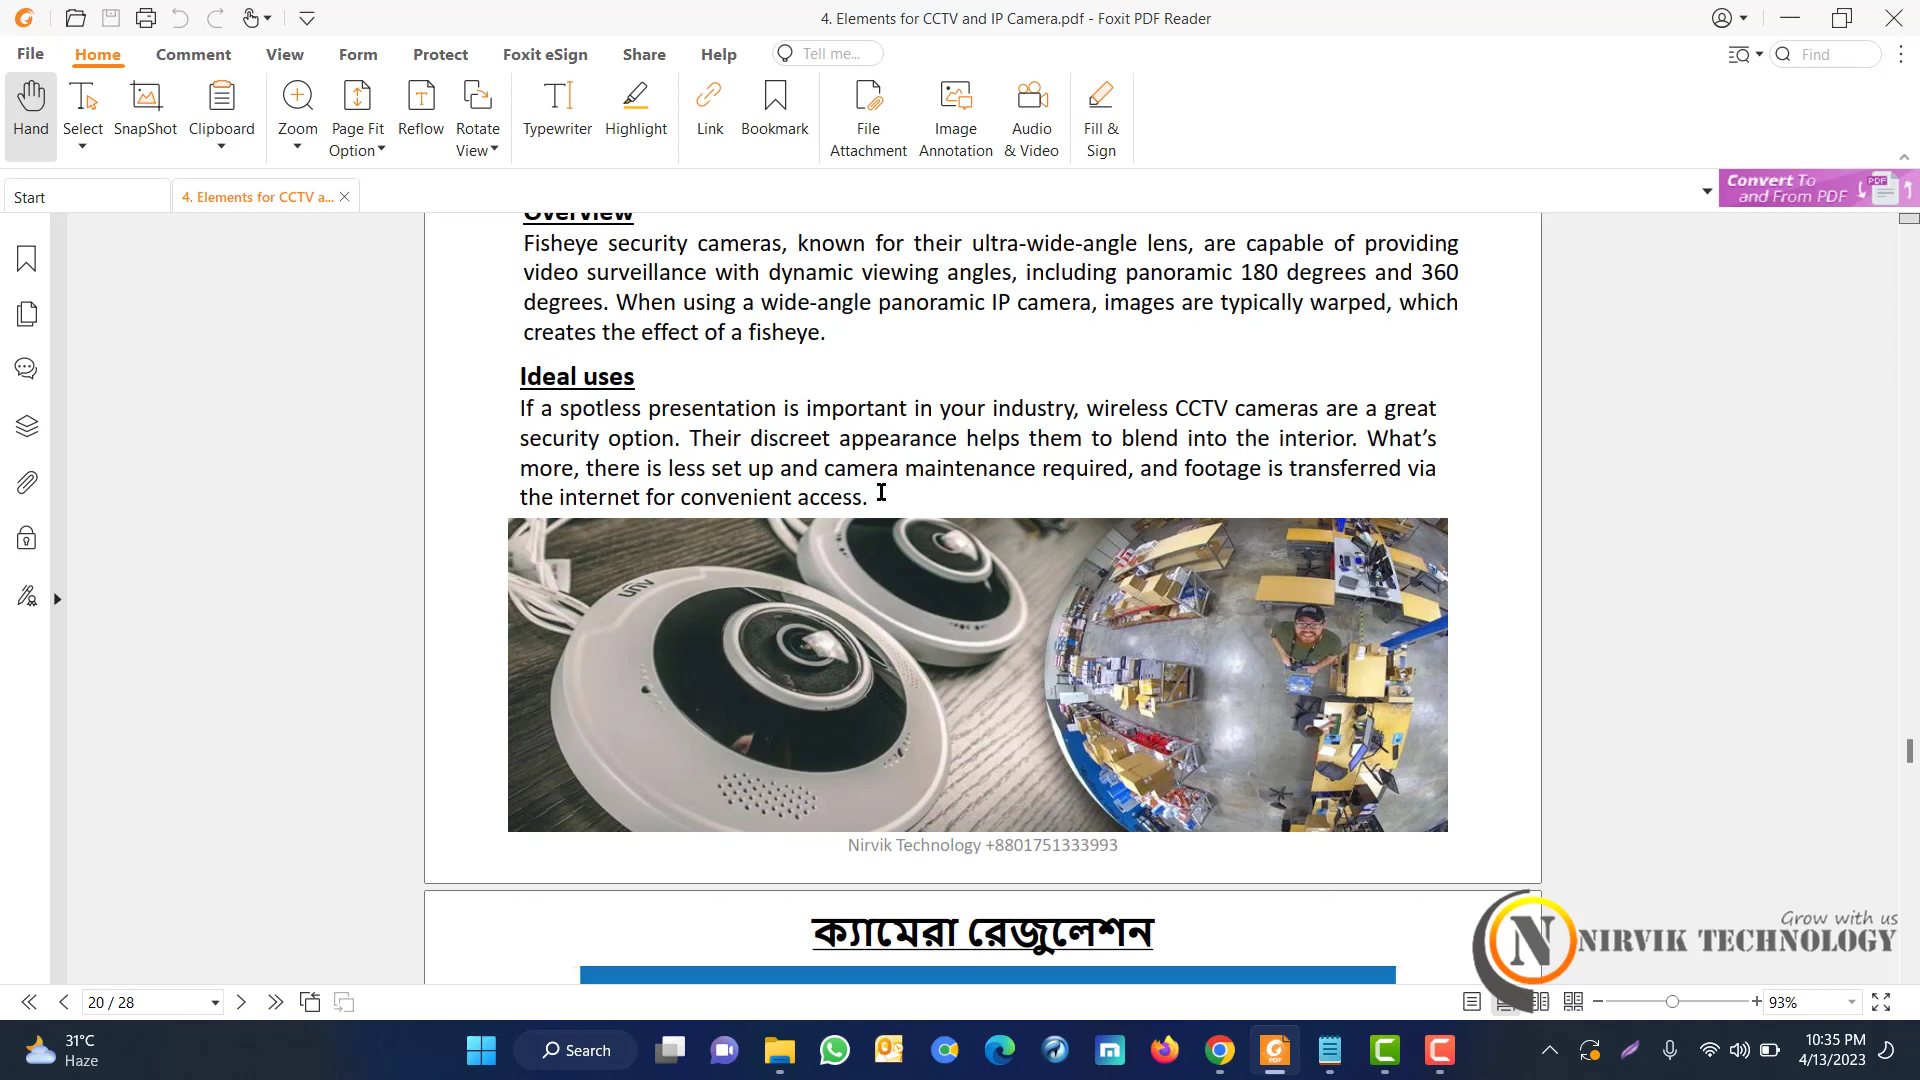 4. Elements for CCTV and IP Camera.pdf - Foxit PDF Reader
File Home Comment View Form Protect Foxit eSign Share Help Tell me... Find
Hand Select SnapShot Clipboard Zoom Page Fit Option Reflow Rotate View Typewriter Highlight Link Bookmark File Attachment Image Annotation Audio & Video Fill & Sign
Start 4. Elements for CCTV a... Convert To and From PDF PDF
Overview
Fisheye security cameras, known for their ultra-wide-angle lens, are capable of providing
video surveillance with dynamic viewing angles, including panoramic 180 degrees and 360
degrees. When using a wide-angle panoramic IP camera, images are typically warped, which
creates the effect of a fisheye.
Ideal uses
If a spotless presentation is important in your industry, wireless CCTV cameras are a great
security option. Their discreet appearance helps them to blend into the interior. What’s
more, there is less set up and camera maintenance required, and footage is transferred via
the internet for convenient access.
UNV
Nirvik Technology +8801751333993
ক্যামেরা রেজুলেশন
Grow with us
N NIRVIK TECHNOLOGY
20 / 28 93%
31°C
Haze
Search
10:35 PM
4/13/2023